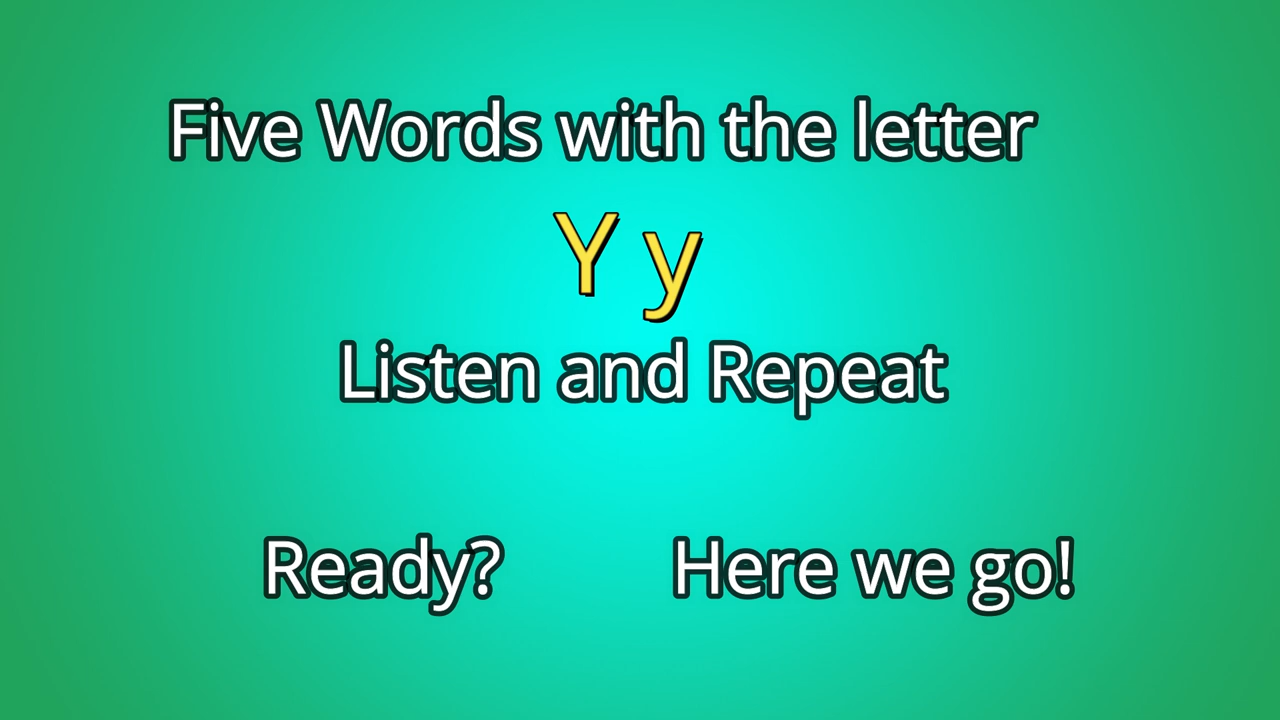 Five Words with the letter
Y y
Listen and Repeat
Ready? Here we go!